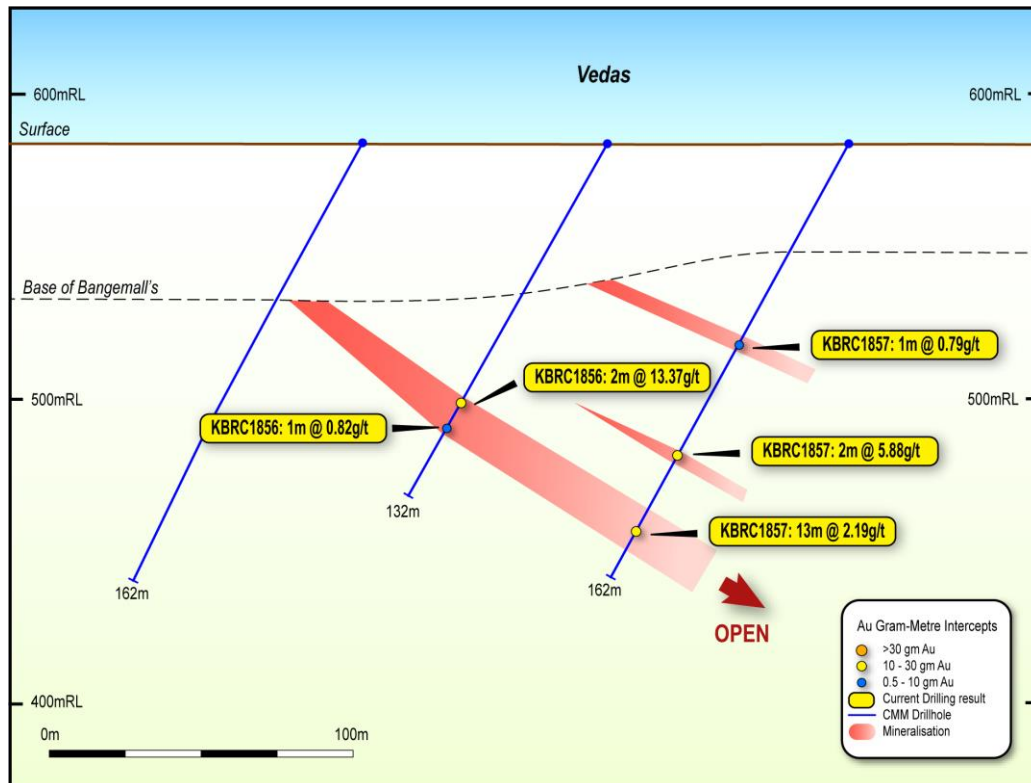 Vedas
600mRL
600mRL
Surface
Base of Bangemall's
KBRC1857: 1m @ 0.79g/t
KBRC1856: 2m @ 13.37g/t
500mRL
500mRL
KBRC1856: 1m @ 0.82g/t
KBRC1857: 2m @ 5.88g/t
132m
KBRC1857: 13m @ 2.19g/t
162m
162m
OPEN
400mRL
0m
100m
Au Gram-Metre Intercepts
>30 gm Au
10 - 30 gm Au
0.5 - 10 gm Au
Current Drilling result
CMM Drillhole
Mineralisation